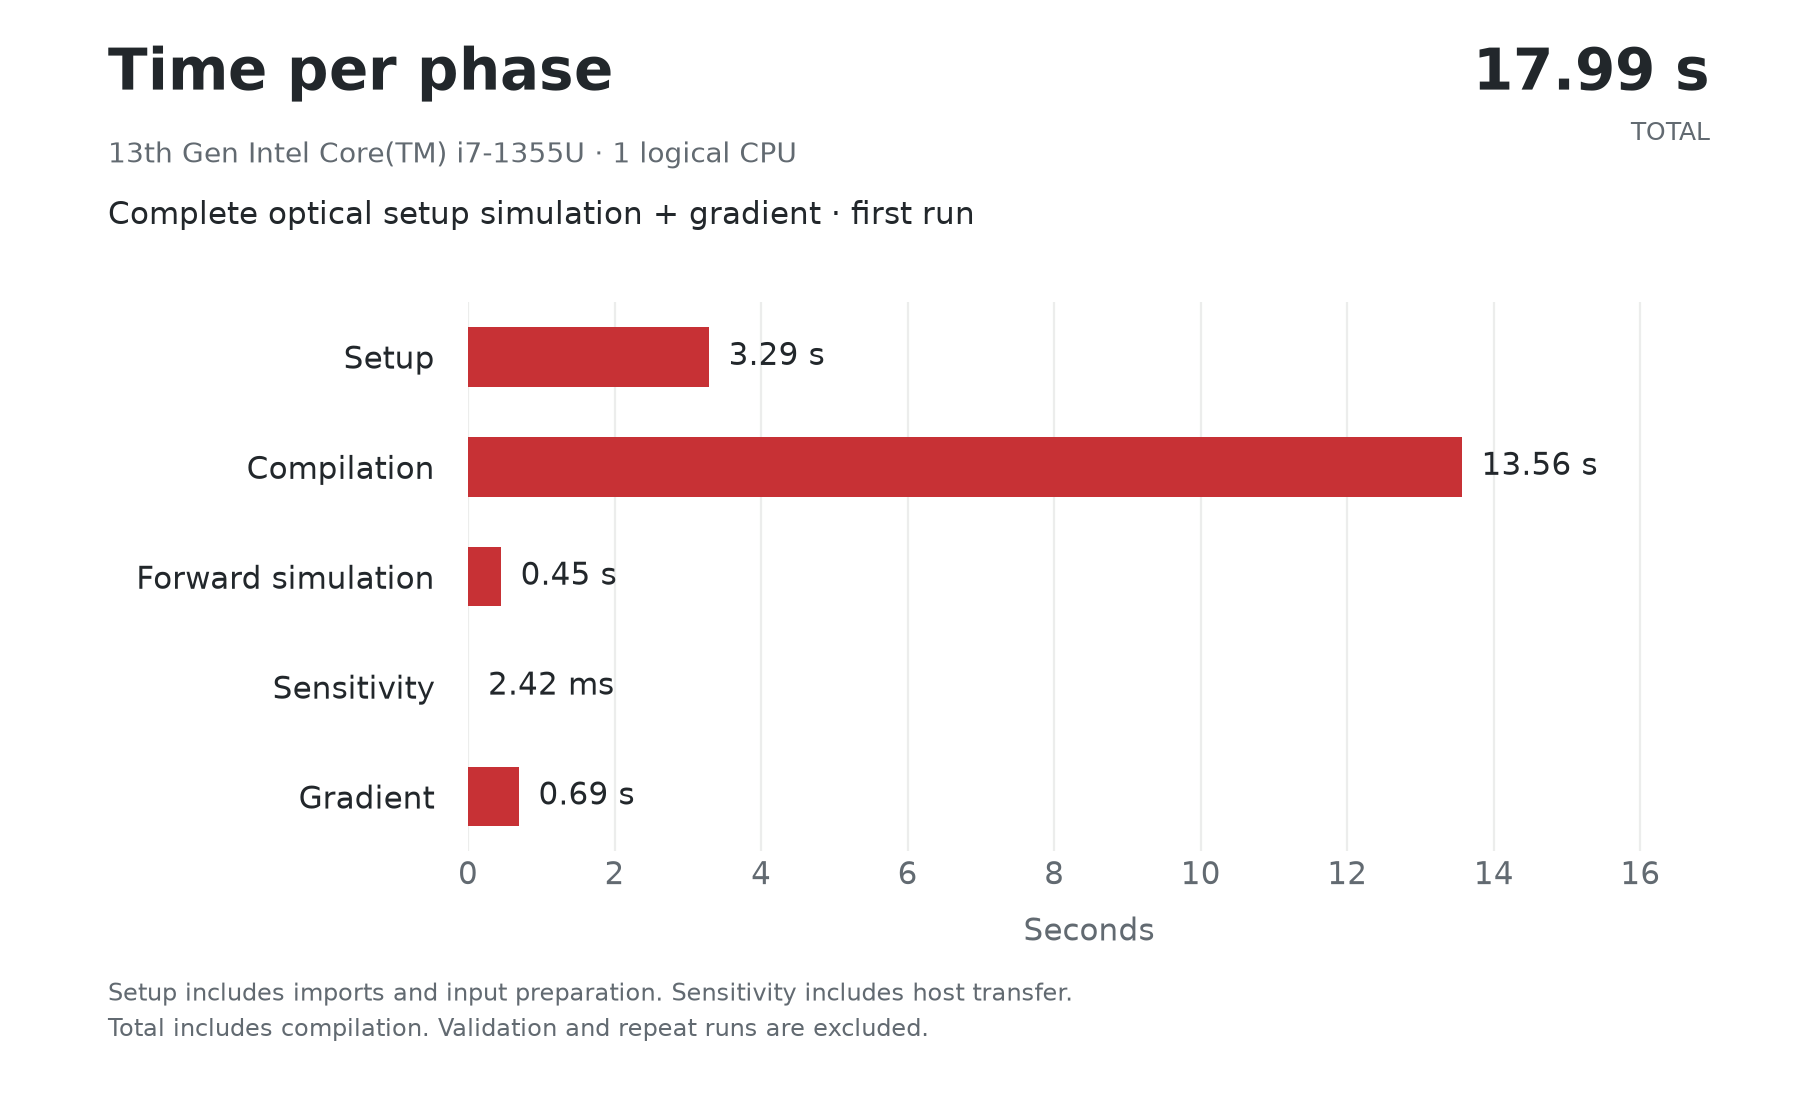 Time per phase
17.99 s
TOTAL
13th Gen Intel Core(TM) i7-1355U · 1 logical CPU
Complete optical setup simulation + gradient · first run
Setup
3.29 s
Compilation
13.56 s
Forward simulation
0.45 s
Sensitivity
2.42 ms
Gradient
0.69 s
0 2 4 6 8 10 12 14 16
Seconds
Setup includes imports and input preparation. Sensitivity includes host transfer.
Total includes compilation. Validation and repeat runs are excluded.